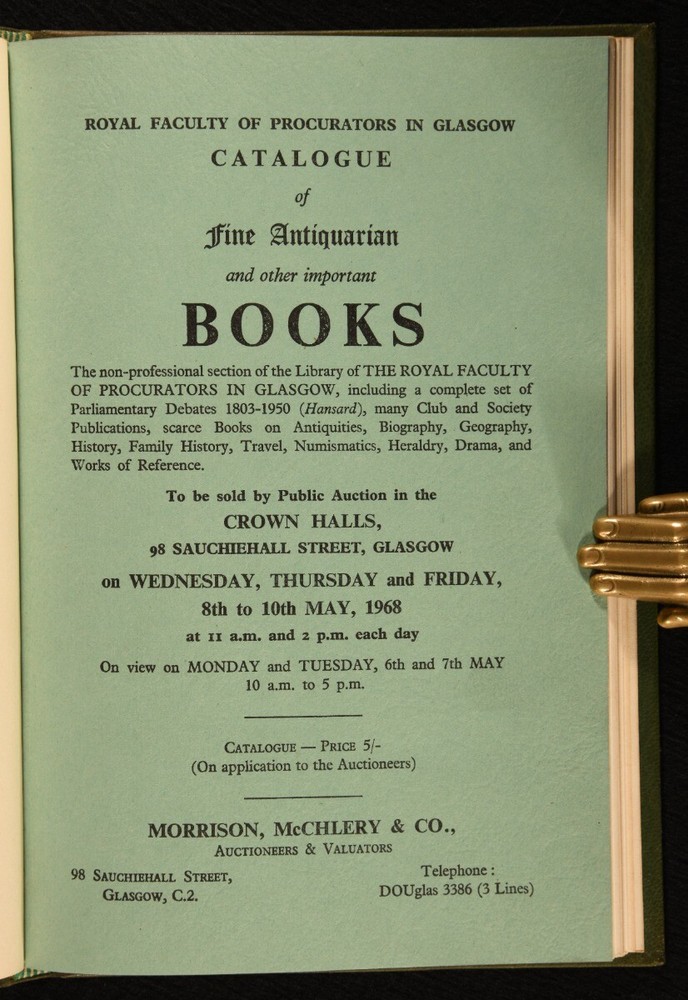 ROYAL FACULTY OF PROCURATORS IN GLASGOW
CATALOGUE
of
Fine Antiquarian
and other important
BOOKS
The non-professional section of the Library of THE ROYAL FACULTY
OF PROCURATORS IN GLASGOW, including a complete set of
Parliamentary Debates 1803-1950 (Hansard), many Club and Society
Publications, scarce Books on Antiquities, Biography, Geography,
History, Family History, Travel, Numismatics, Heraldry, Drama, and
Works of Reference.
To be sold by Public Auction in the
CROWN HALLS,
98 SAUCHIEHALL STREET, GLASGOW
on WEDNESDAY, THURSDAY and FRIDAY,
8th to 10th MAY, 1968
at 11 a.m. and 2 p.m. each day
On view on MONDAY and TUESDAY, 6th and 7th MAY
10 a.m. to 5 p.m.
CATALOGUE — PRICE 5/-
(On application to the Auctioneers)
MORRISON, McCHLERY & CO.,
AUCTIONEERS & VALUATORS
98 SAUCHIEHALL STREET,
GLASGOW, C.2.
Telephone :
DOUglas 3386 (3 Lines)